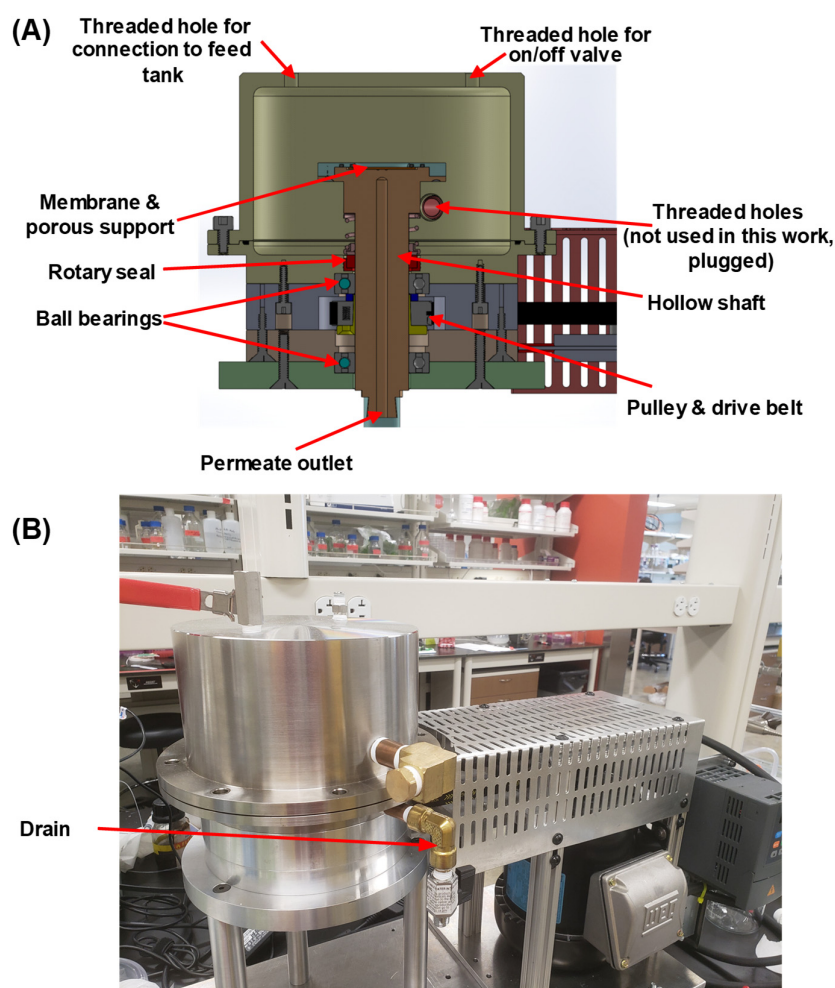 (A)
Threaded hole for
connection to feed
tank
Threaded hole for
on/off valve
Membrane &
porous support
Threaded holes
(not used in this work,
plugged)
Rotary seal
Hollow shaft
Ball bearings
Pulley & drive belt
Permeate outlet
(B)
Drain